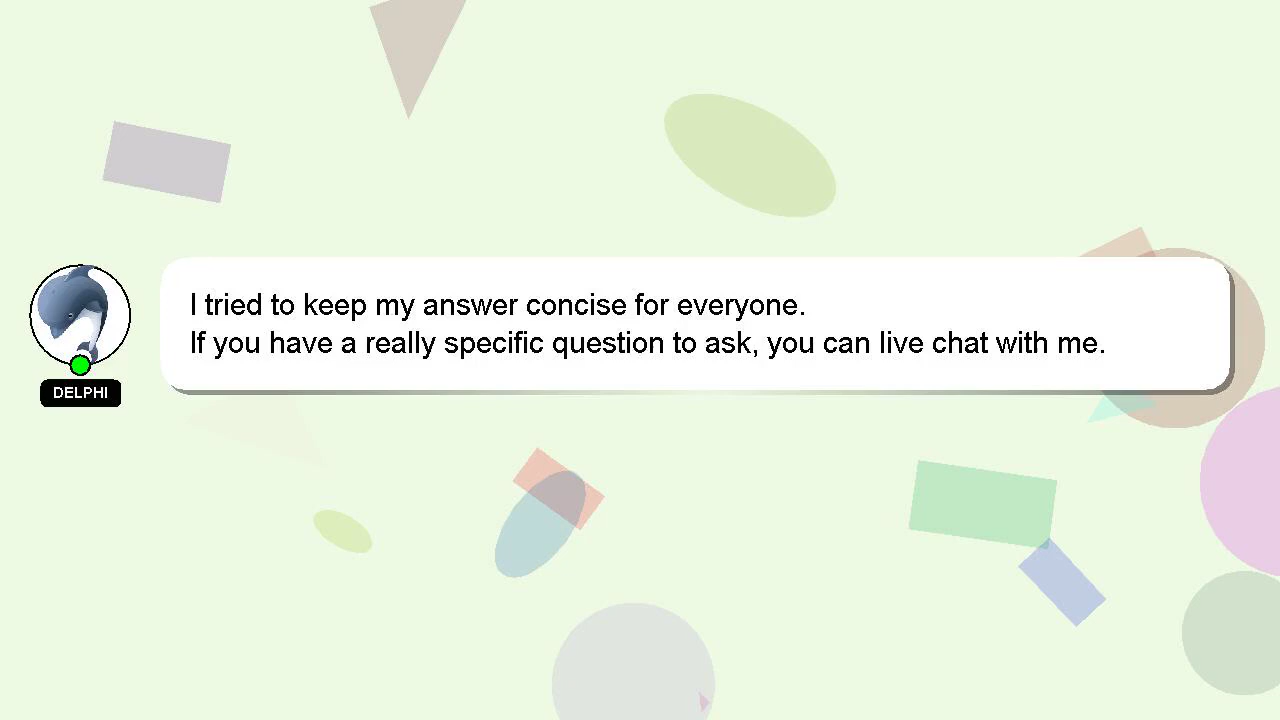 I tried to keep my answer concise for everyone.
If you have a really specific question to ask, you can live chat with me.
DELPHI